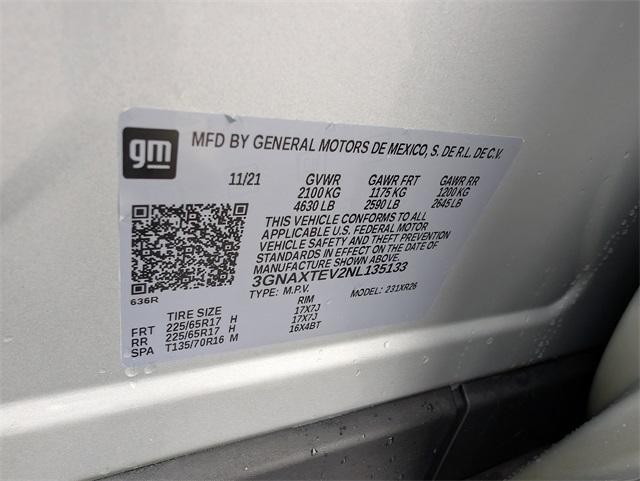 gm
MFD BY GENERAL MOTORS DE MEXICO, S. DE R.L. DE C.V.
11/21 GVWR GAWR FRT GAWR RR
2100 KG 1175 KG 1200 KG
4630 LB 2590 LB 2645 LB
THIS VEHICLE CONFORMS TO ALL
APPLICABLE U.S. FEDERAL MOTOR
VEHICLE SAFETY AND THEFT PREVENTION
STANDARDS IN EFFECT ON THE DATE OF
MANUFACTURE SHOWN ABOVE.
3GNAXTEV2NL135133
TYPE: M.P.V. MODEL: 231XR26
636R
TIRE SIZE RIM
FRT 225/65R17 H 17X7J
RR 225/65R17 H 17X7J
SPA T135/70R16 M 16X4BT